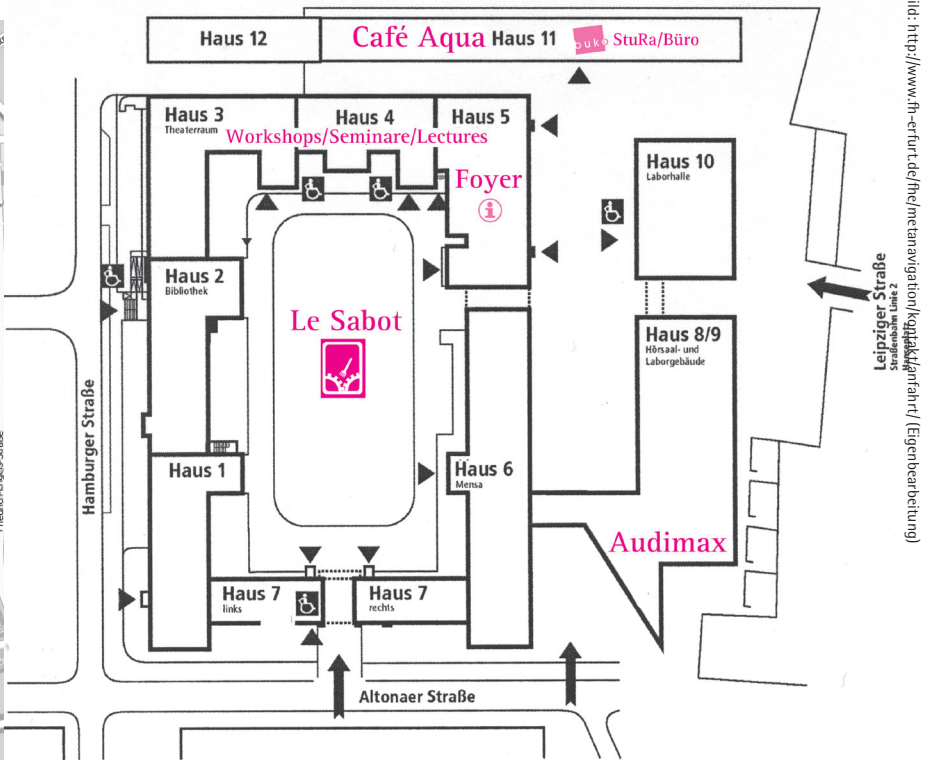 Haus 12
Café Aqua Haus 11 buko StuRa/Büro
Haus 3
Theaterraum
Haus 4
Haus 5
Workshops/Seminare/Lectures
Foyer
i
Haus 10
Laborhalle
Haus 2
Bibliothek
Le Sabot
Haus 8/9
Hörsaal- und
Laborgebäude
Leipziger Straße
Straßenbahn Linie 2
Hamburger Straße
Haus 1
Haus 6
Mensa
Audimax
Haus 7
links
Haus 7
rechts
Altonaer Straße
ild: http://www.fh-erfurt.de/fhe/metanavigation/kontakt/anfahrt/ (Eigenbearbeitung)